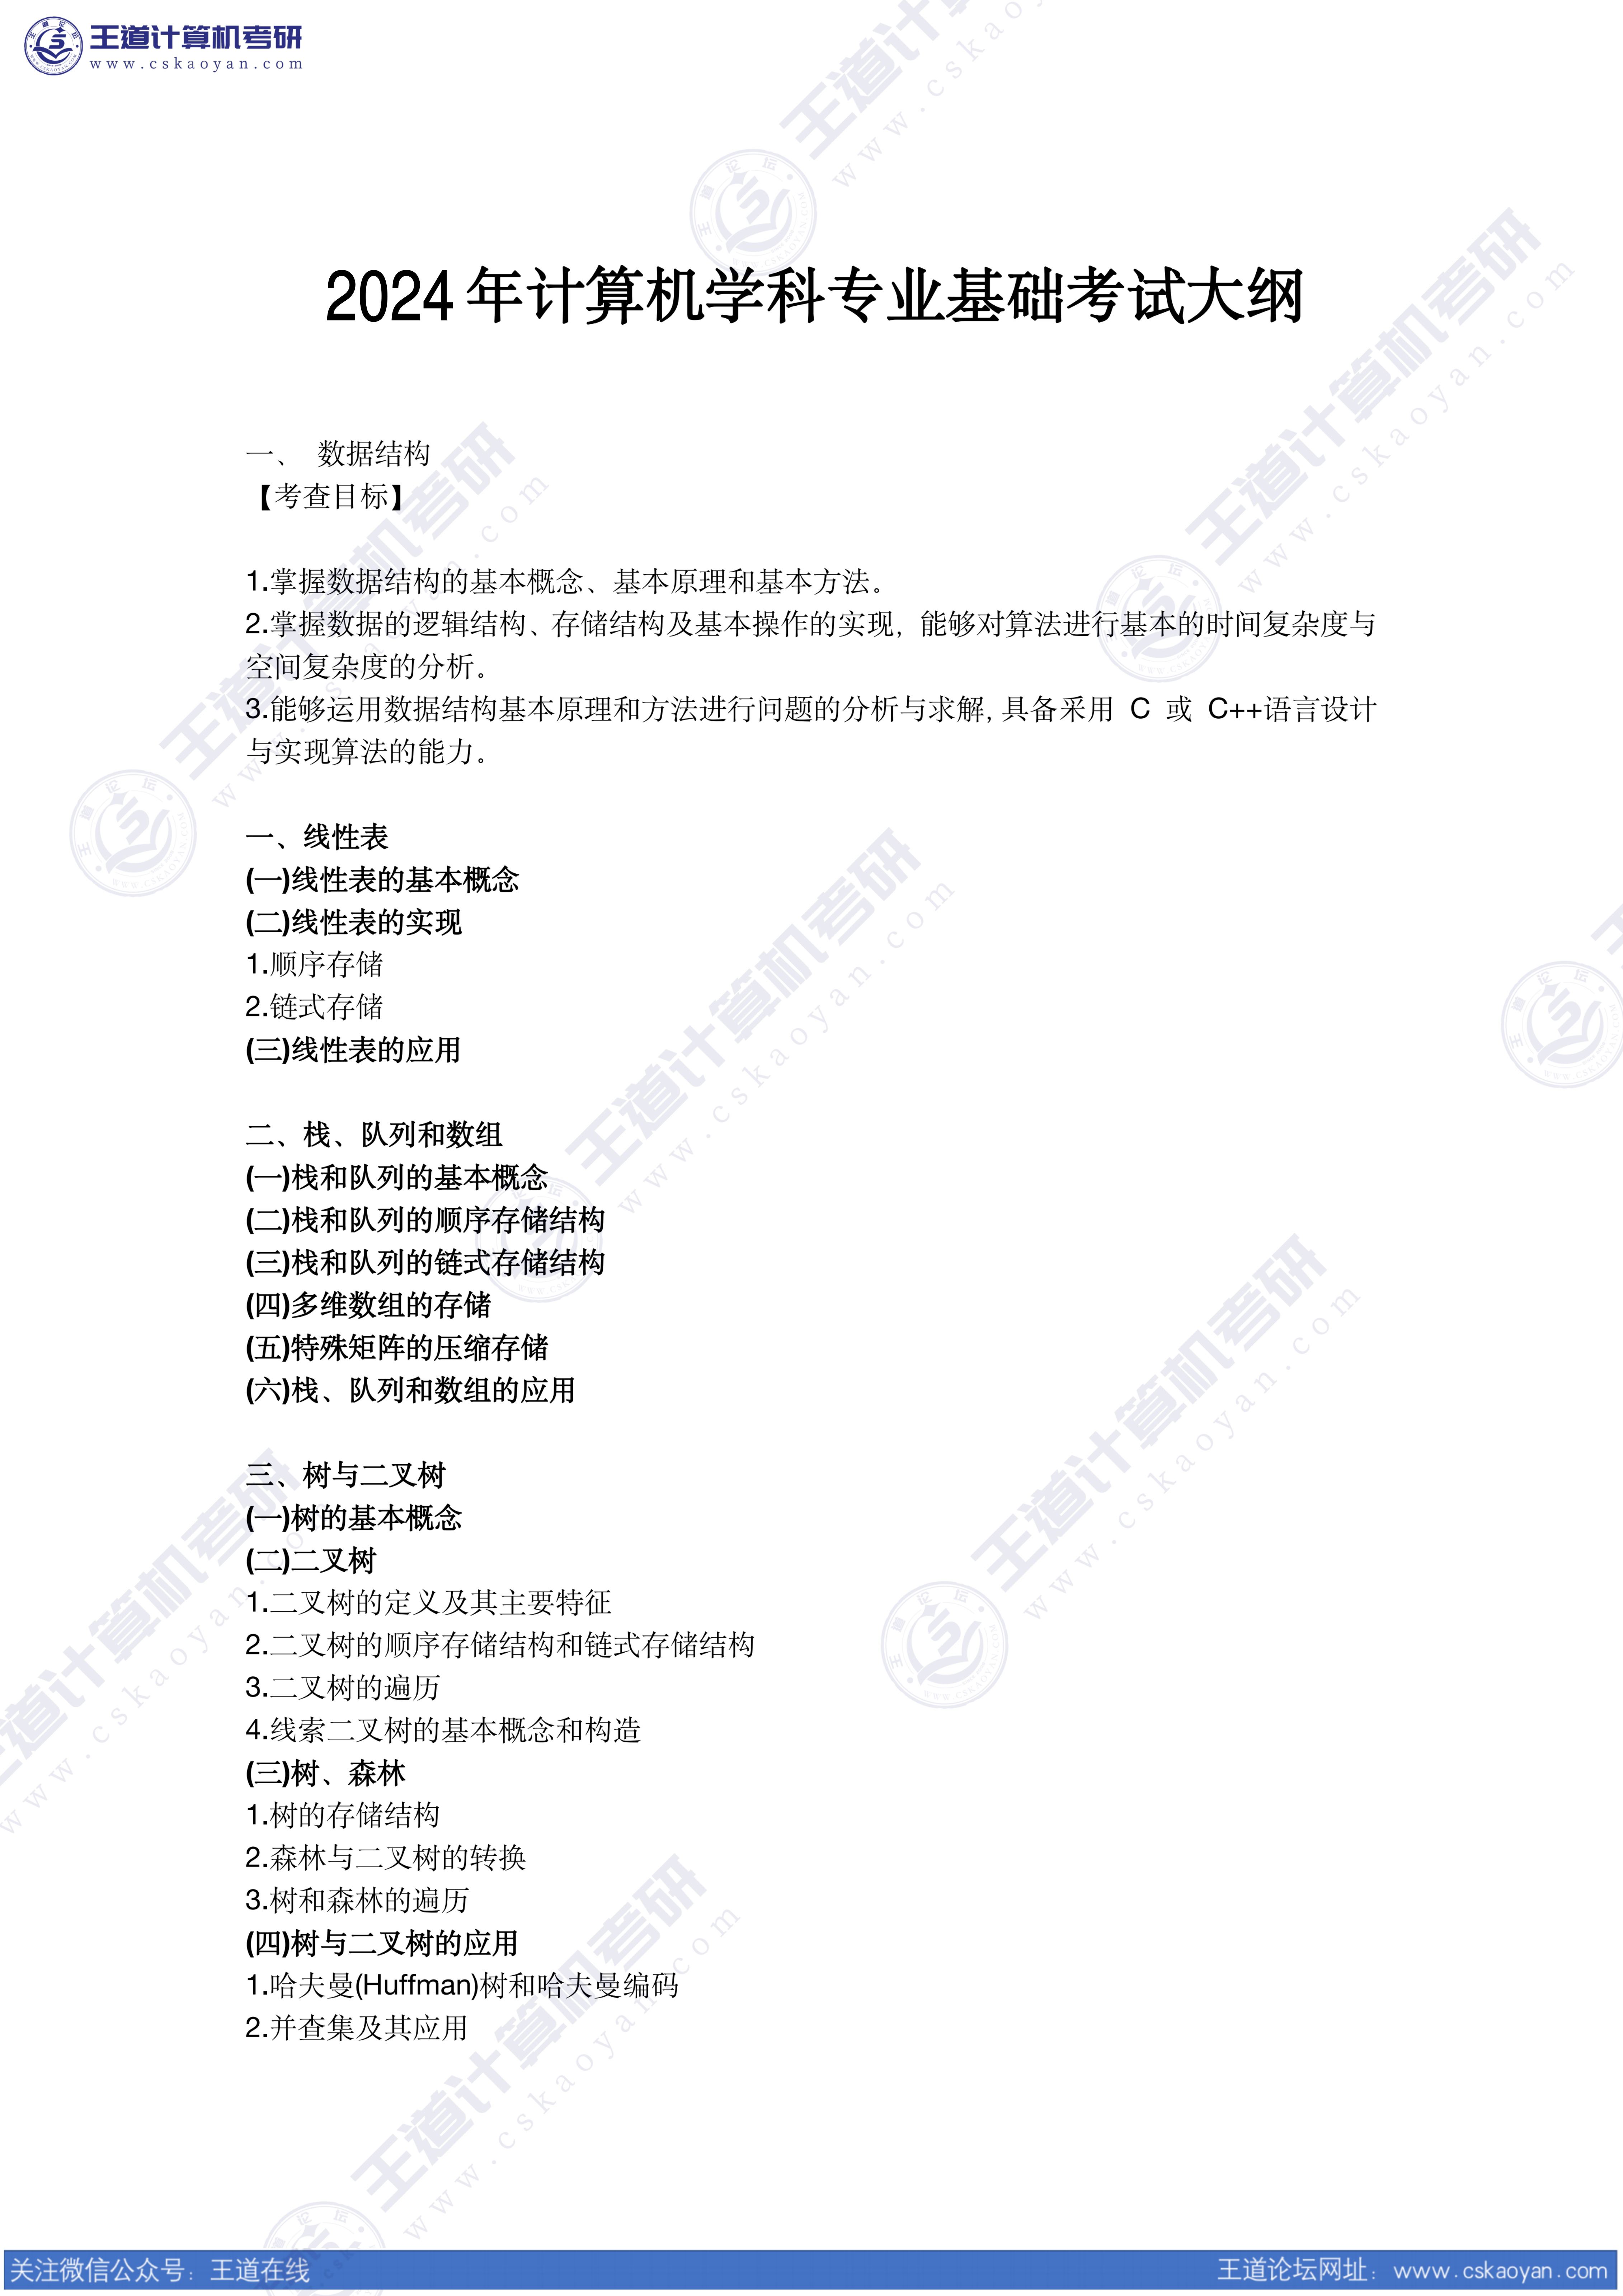 王道计算机考研
www.cskaoyan.com
2024 年计算机学科专业基础考试大纲
一、 数据结构
【考查目标】
1.掌握数据结构的基本概念、基本原理和基本方法。
2.掌握数据的逻辑结构、存储结构及基本操作的实现，能够对算法进行基本的时间复杂度与
空间复杂度的分析。
3.能够运用数据结构基本原理和方法进行问题的分析与求解，具备采用 C 或 C++语言设计
与实现算法的能力。
一、线性表
(一)线性表的基本概念
(二)线性表的实现
1.顺序存储
2.链式存储
(三)线性表的应用
二、栈、队列和数组
(一)栈和队列的基本概念
(二)栈和队列的顺序存储结构
(三)栈和队列的链式存储结构
(四)多维数组的存储
(五)特殊矩阵的压缩存储
(六)栈、队列和数组的应用
三、树与二叉树
(一)树的基本概念
(二)二叉树
1.二叉树的定义及其主要特征
2.二叉树的顺序存储结构和链式存储结构
3.二叉树的遍历
4.线索二叉树的基本概念和构造
(三)树、森林
1.树的存储结构
2.森林与二叉树的转换
3.树和森林的遍历
(四)树与二叉树的应用
1.哈夫曼(Huffman)树和哈夫曼编码
2.并查集及其应用
关注微信公众号：王道在线
王道论坛网址：www.cskaoyan.com